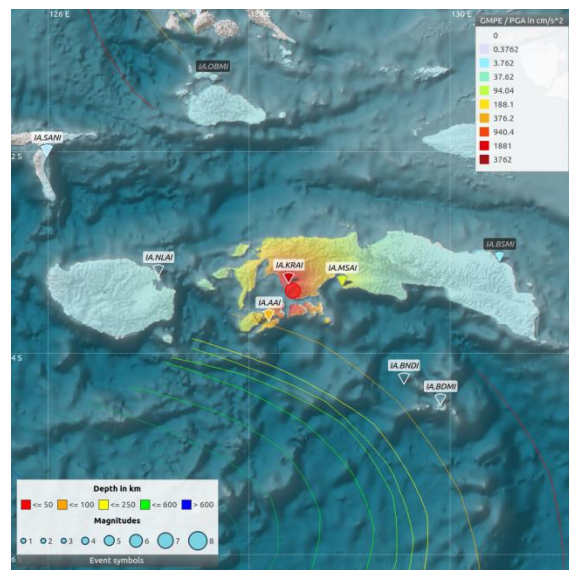 126 E
128 E
130 E
GMPE / PGA in cm/s^2
0
0.3762
3.762
37.62
94.04
188.1
376.2
940.4
1881
3762
IA.OBMI
IA.SANI
2 S
IA.BSMI
IA.NLAI
IA.KRAI
IA.MSAI
IA.AAI
4 S
IA.BNDI
IA.BDMI
Depth in km
<= 50 <= 100 <= 250 <= 600 > 600
Magnitudes
1 2 3 4 5 6 7 8
Event symbols
6 S